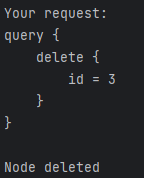 Your request:
query {
    delete {
        id = 3
    }
}

Node deleted